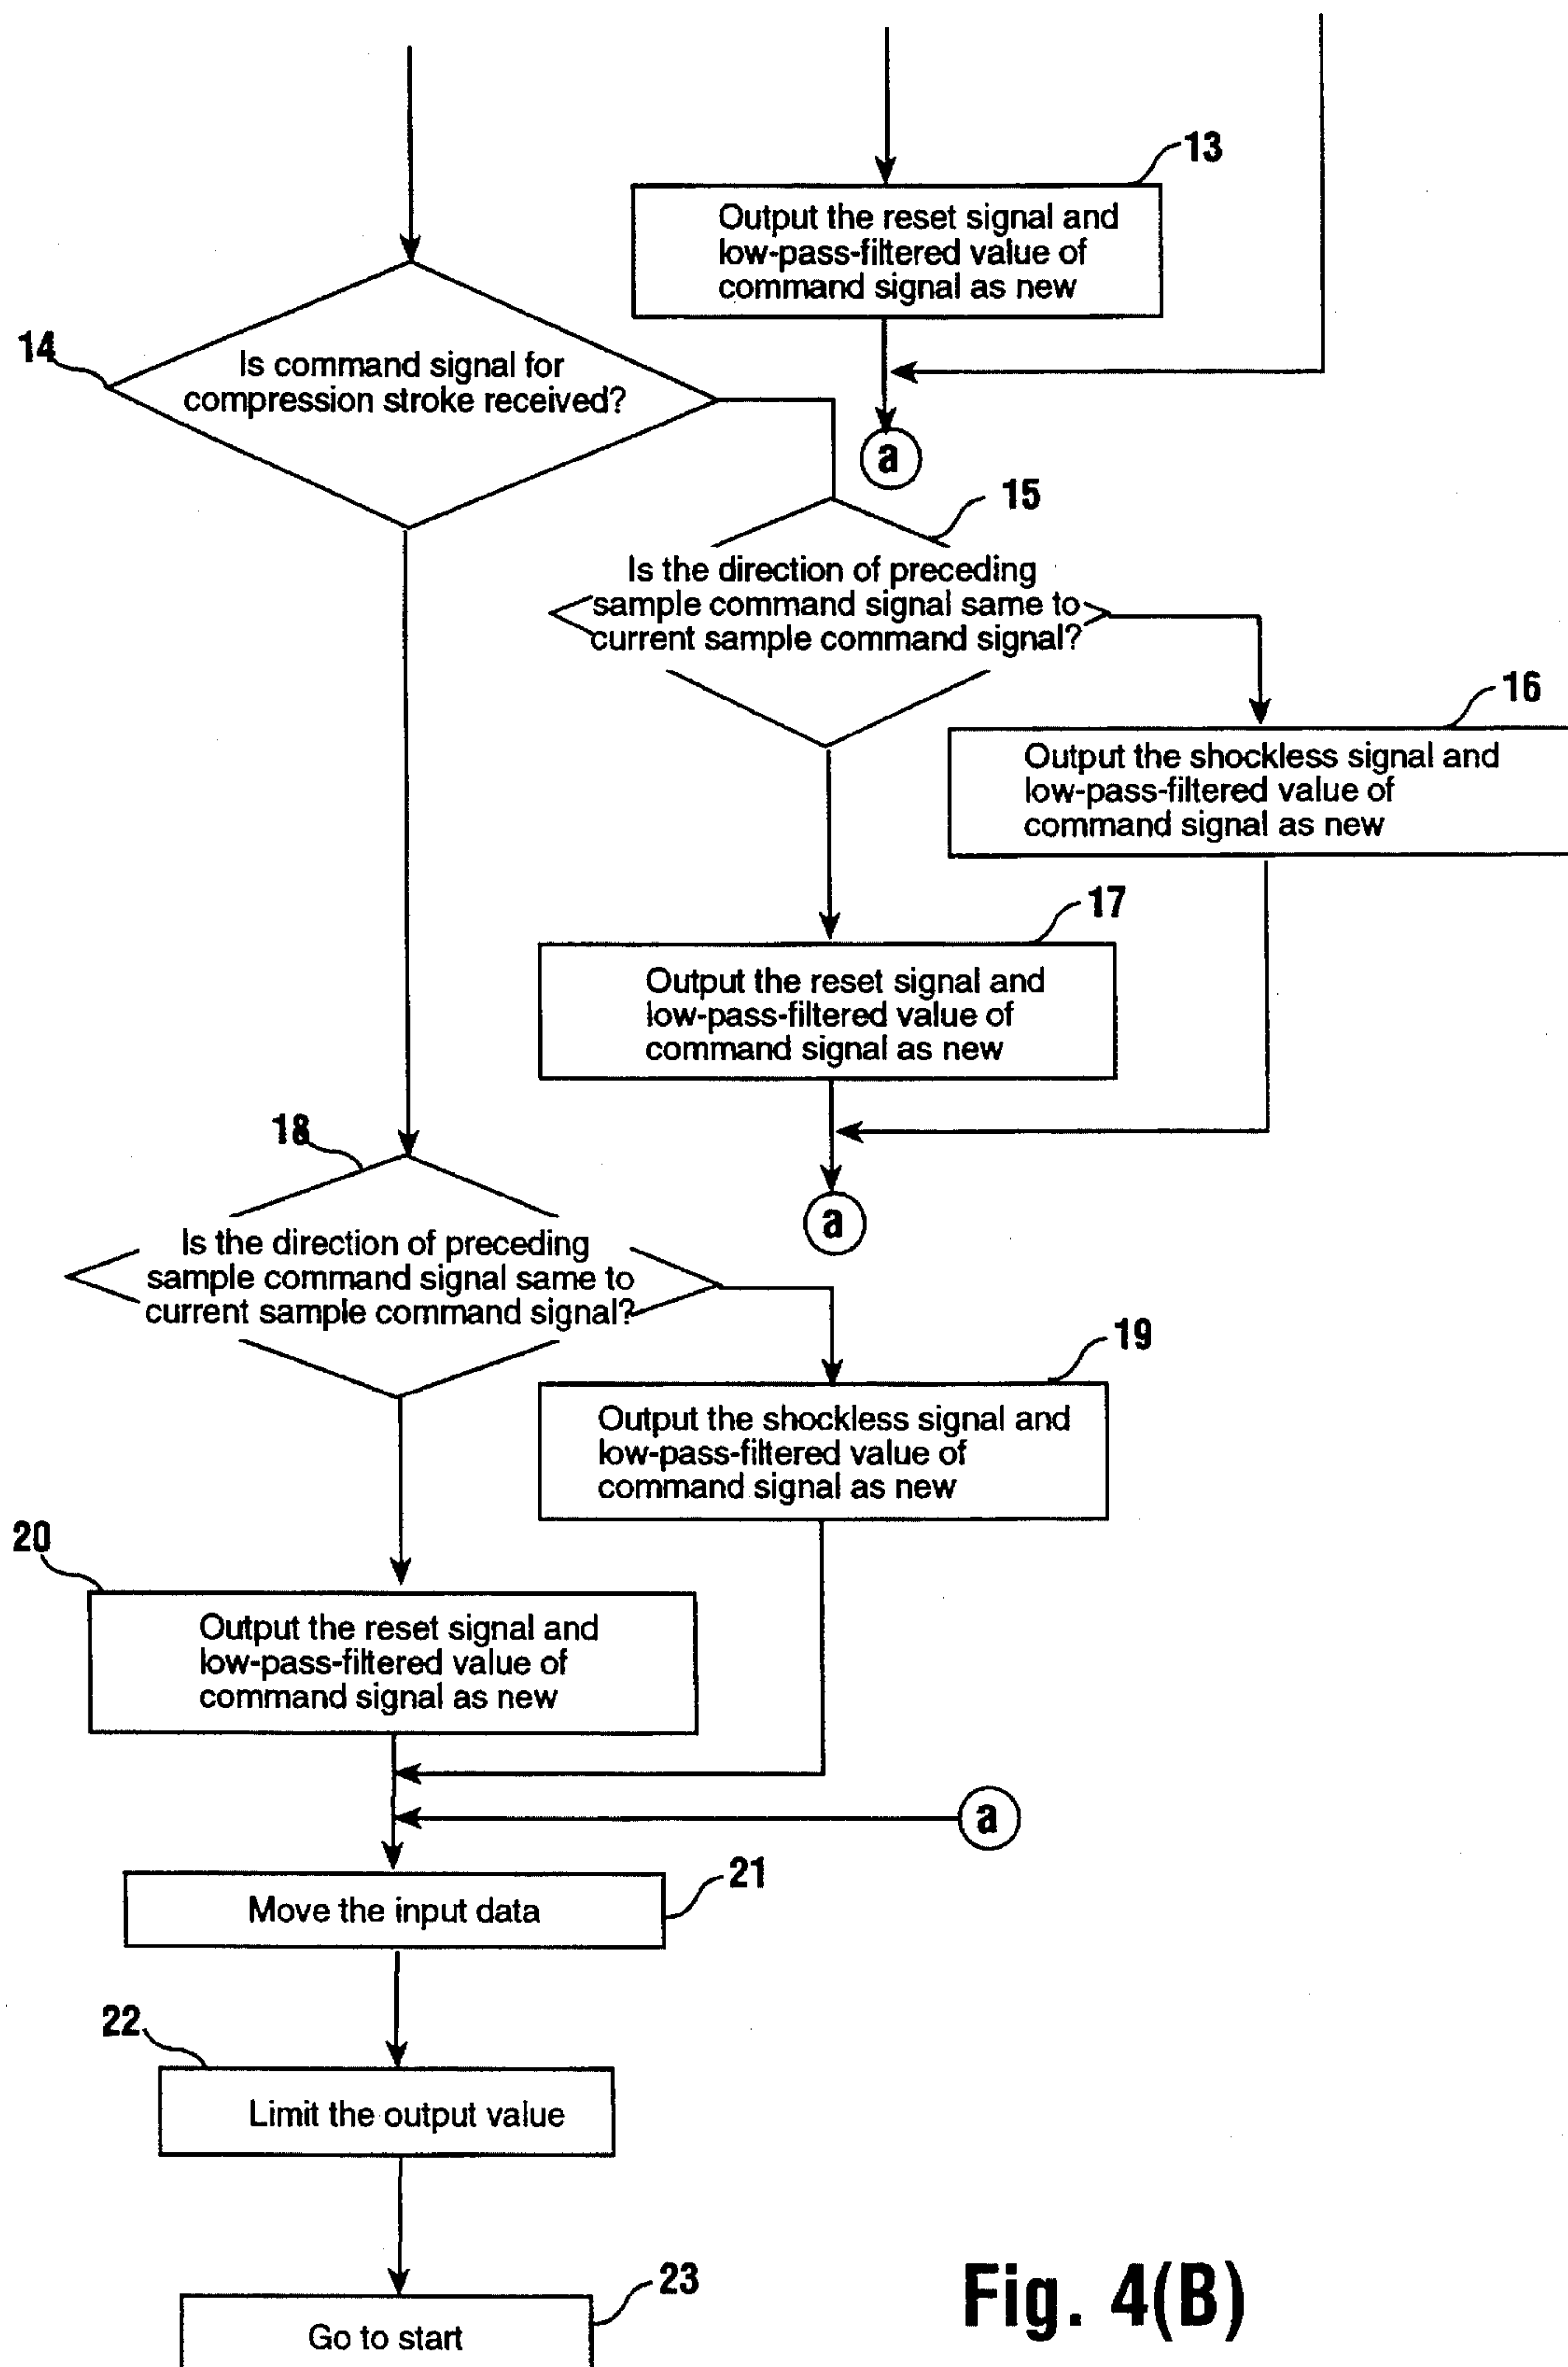 13
Output the reset signal and
low-pass-filtered value of
command signal as new
14
Is command signal for
compression stroke received?
a
15
Is the direction of preceding
sample command signal same to
current sample command signal?
16
Output the shockless signal and
low-pass-filtered value of
command signal as new
17
Output the reset signal and
low-pass-filtered value of
command signal as new
18
a
Is the direction of preceding
sample command signal same to
current sample command signal?
19
Output the shockless signal and
low-pass-filtered value of
command signal as new
20
Output the reset signal and
low-pass-filtered value of
command signal as new
a
21
Move the input data
22
Limit the output value
23
Go to start
Fig. 4(B)